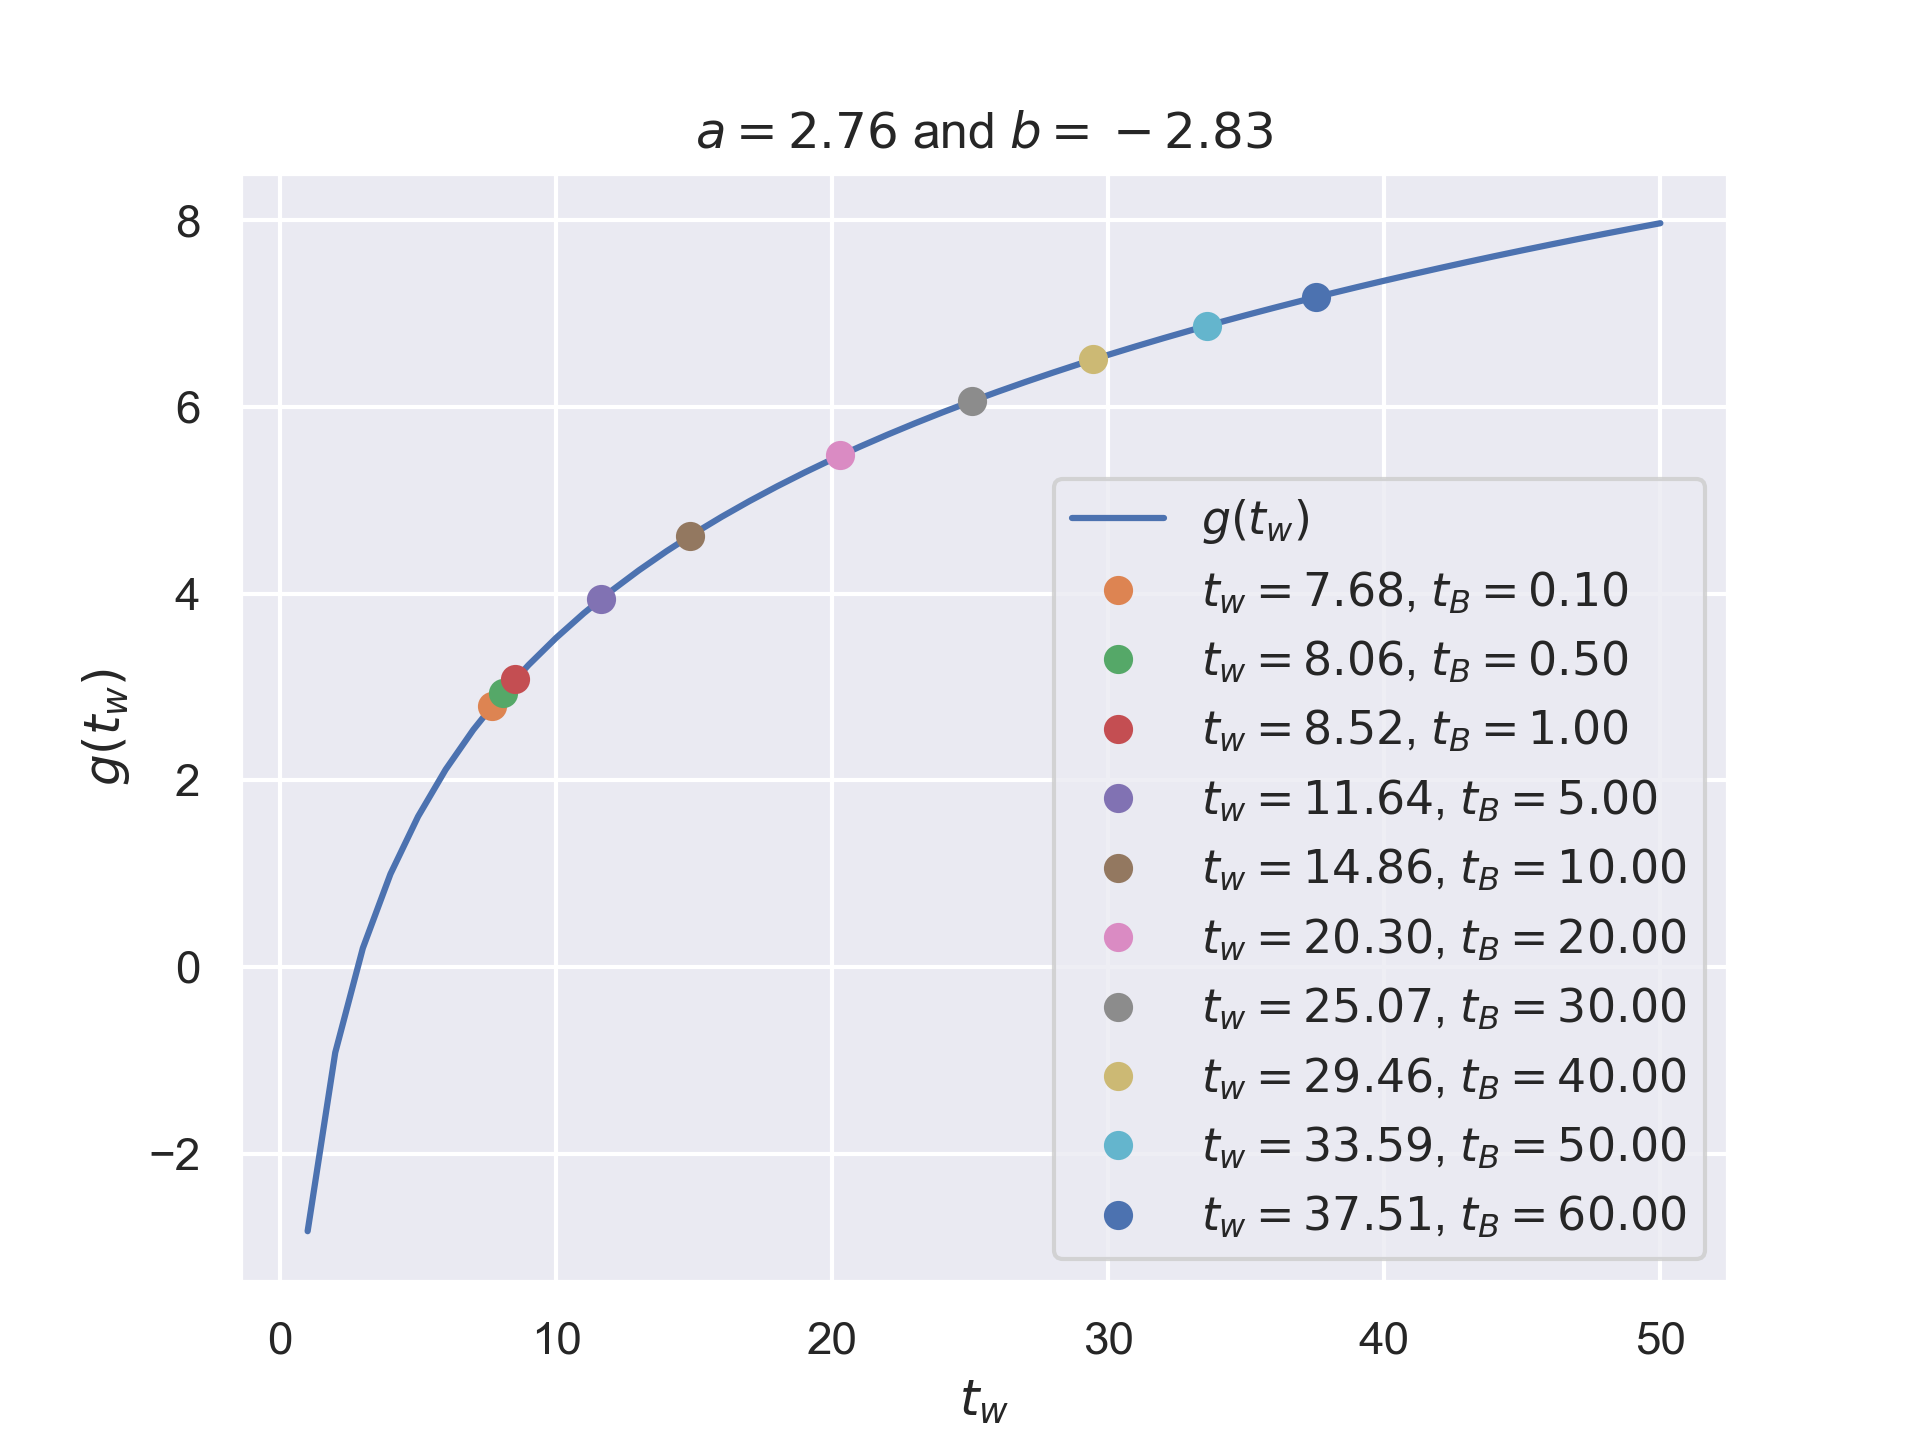 a = 2.76 and b = −2.83
8
6
4
2
0
−2
g(t_w)
0 10 20 30 40 50
t_w
g(t_w)
t_w = 7.68, t_B = 0.10
t_w = 8.06, t_B = 0.50
t_w = 8.52, t_B = 1.00
t_w = 11.64, t_B = 5.00
t_w = 14.86, t_B = 10.00
t_w = 20.30, t_B = 20.00
t_w = 25.07, t_B = 30.00
t_w = 29.46, t_B = 40.00
t_w = 33.59, t_B = 50.00
t_w = 37.51, t_B = 60.00